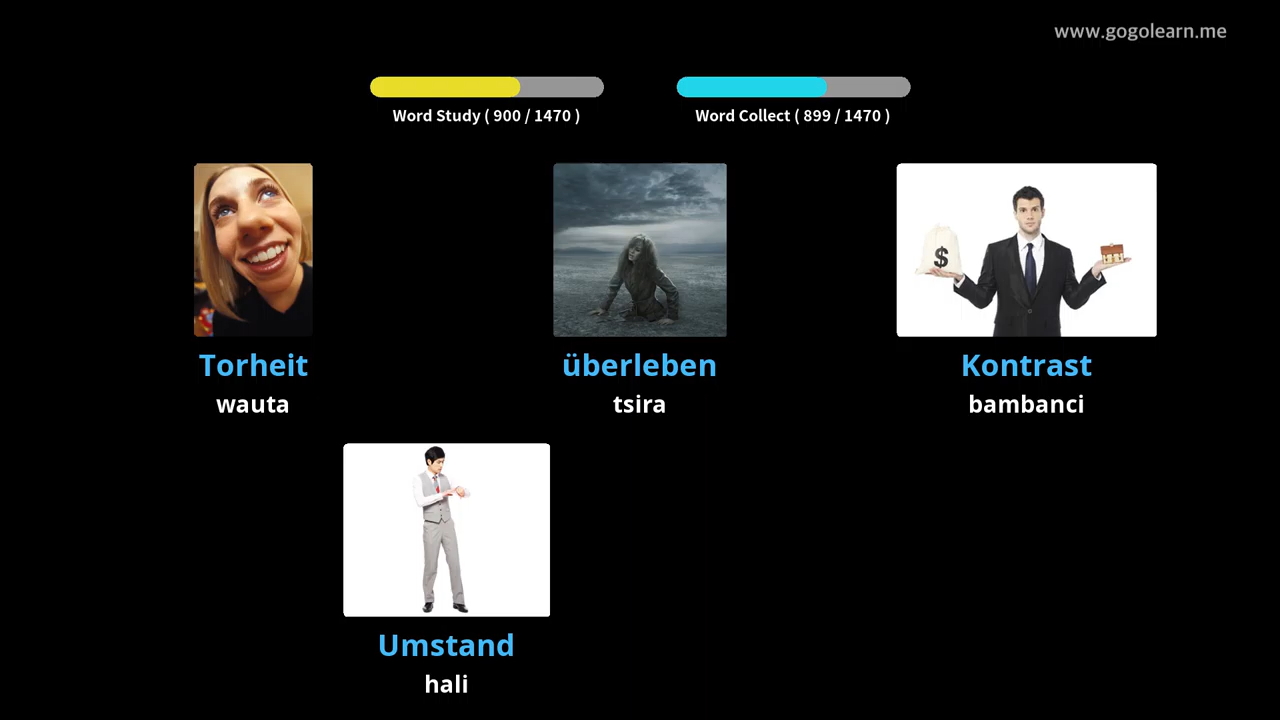 www.gogolearn.me
Word Study ( 900 / 1470 )
Word Collect ( 899 / 1470 )
$
Torheit
wauta
überleben
tsira
Kontrast
bambanci
Umstand
hali